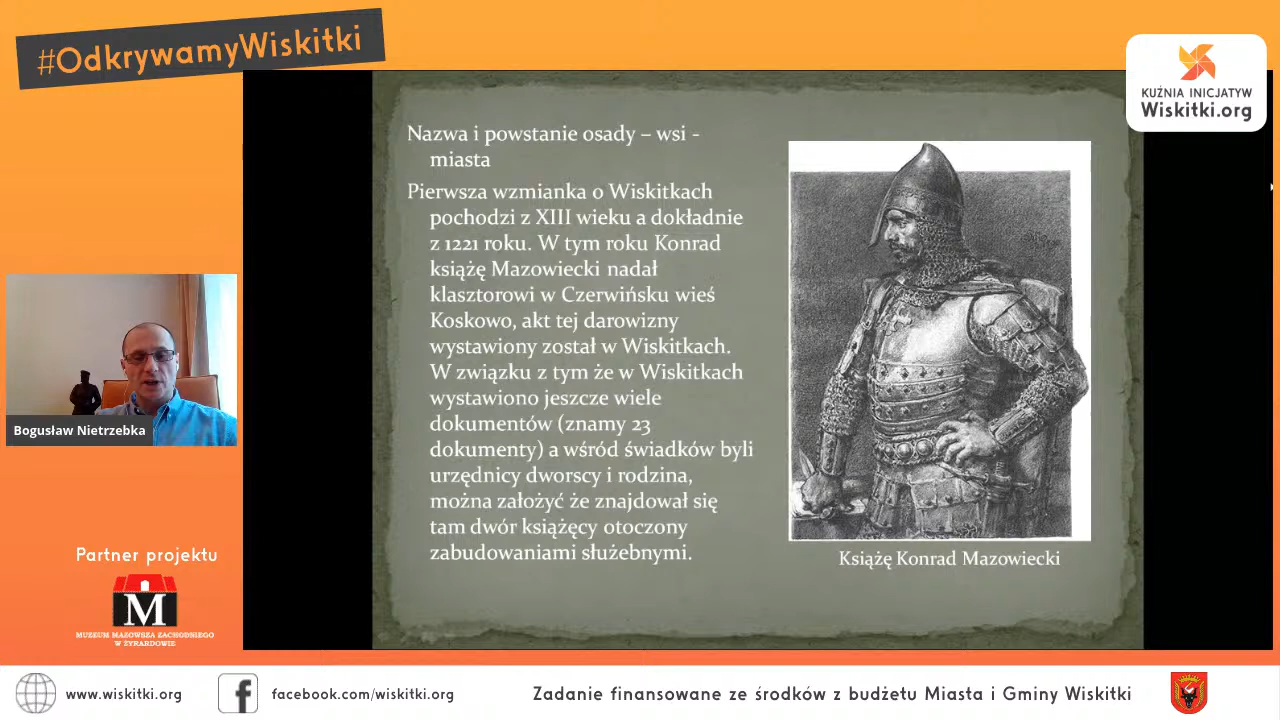 #OdkrywamyWiskitki
KUŹNIA INICJATYW
Wiskitki.org
Nazwa i powstanie osady – wsi -
miasta
Pierwsza wzmianka o Wiskitkach
pochodzi z XIII wieku a dokładnie
z 1221 roku. W tym roku Konrad
książę Mazowiecki nadał
klasztorowi w Czerwińsku wieś
Koskowo, akt tej darowizny
wystawiony został w Wiskitkach.
W związku z tym że w Wiskitkach
wystawiono jeszcze wiele
dokumentów (znamy 23
dokumenty) a wśród świadków byli
urzędnicy dworscy i rodzina,
można założyć że znajdował się
tam dwór książęcy otoczony
zabudowaniami służebnymi.
Książę Konrad Mazowiecki
Bogusław Nietrzebka
Partner projektu
M
MUZEUM MAZOWSZA ZACHODNIEGO
W ŻYRARDOWIE
www.wiskitki.org
facebook.com/wiskitki.org
Zadanie finansowane ze środków z budżetu Miasta i Gminy Wiskitki